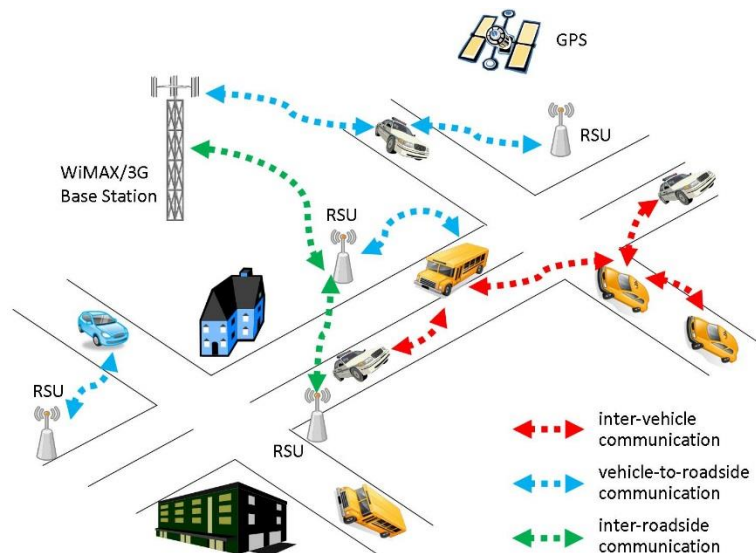 GPS
RSU
WiMAX/3G
Base Station
RSU
RSU
RSU
inter-vehicle
communication
vehicle-to-roadside
communication
inter-roadside
communication